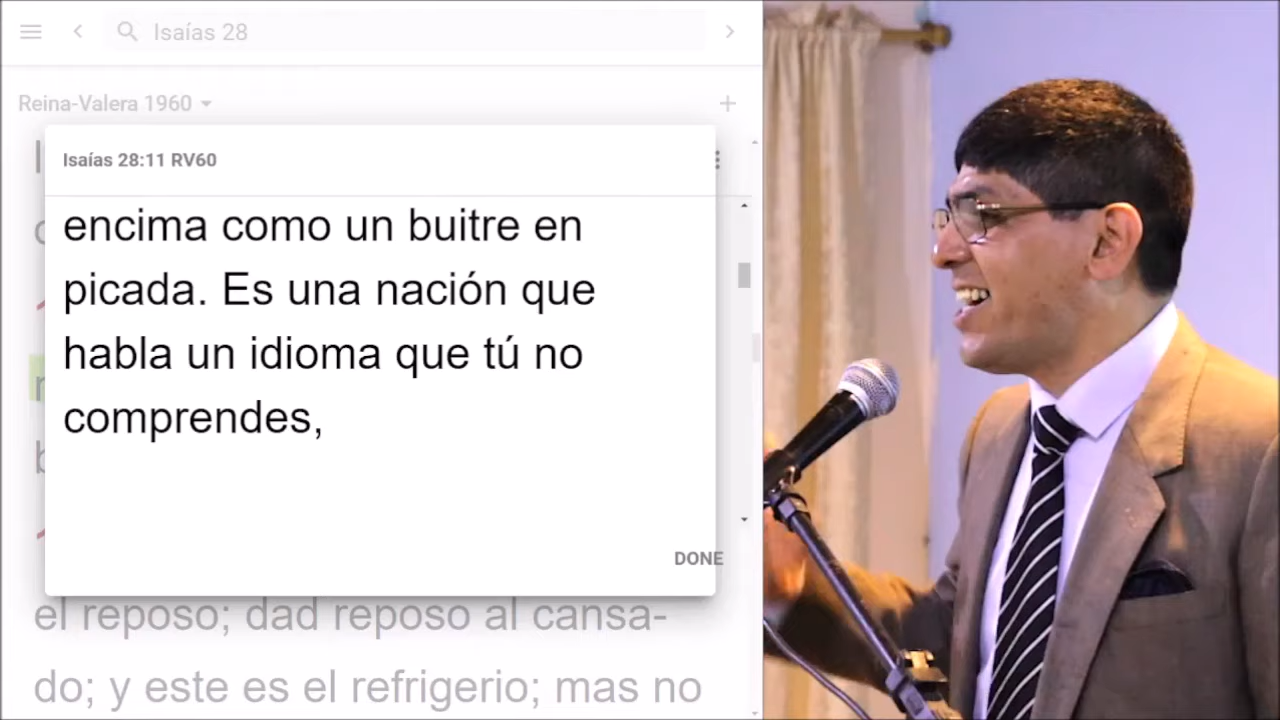 Isaías 28
Reina-Valera 1960
Isaías 28:11 RV60
encima como un buitre en
picada. Es una nación que
habla un idioma que tú no
comprendes,
DONE
el reposo; dad reposo al cansa-
do; y este es el refrigerio; mas no